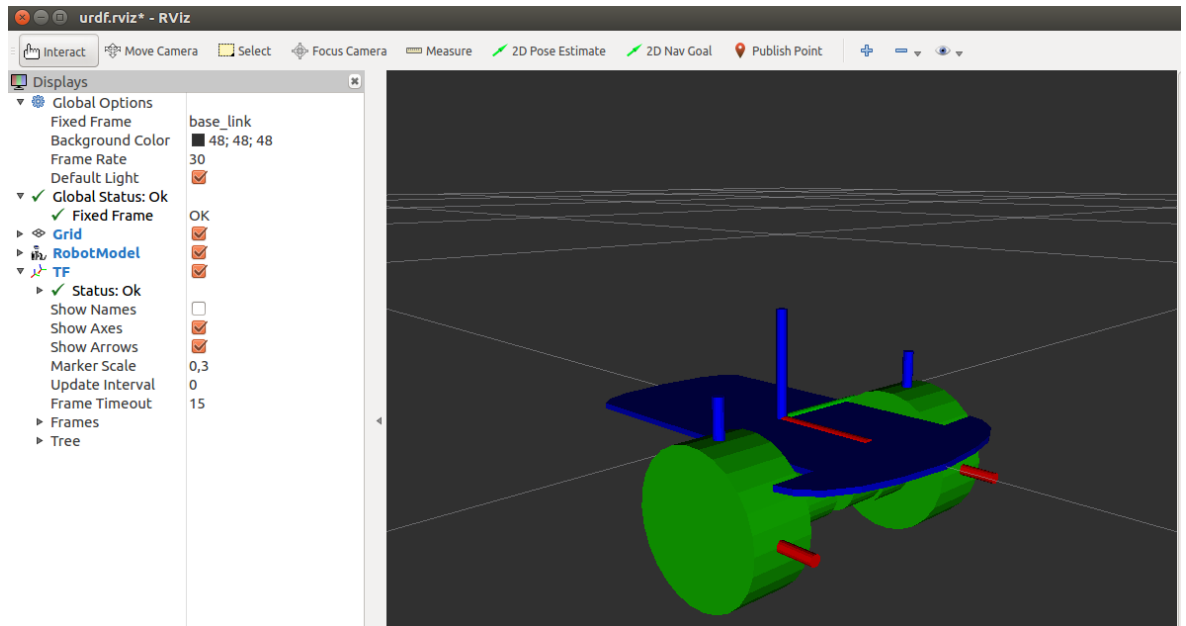 urdf.rviz* - RViz
Interact Move Camera Select Focus Camera Measure 2D Pose Estimate 2D Nav Goal Publish Point
Displays
Global Options
Fixed Frame base_link
Background Color 48; 48; 48
Frame Rate 30
Default Light
Global Status: Ok
Fixed Frame OK
Grid
RobotModel
TF
Status: Ok
Show Names
Show Axes
Show Arrows
Marker Scale 0,3
Update Interval 0
Frame Timeout 15
Frames
Tree